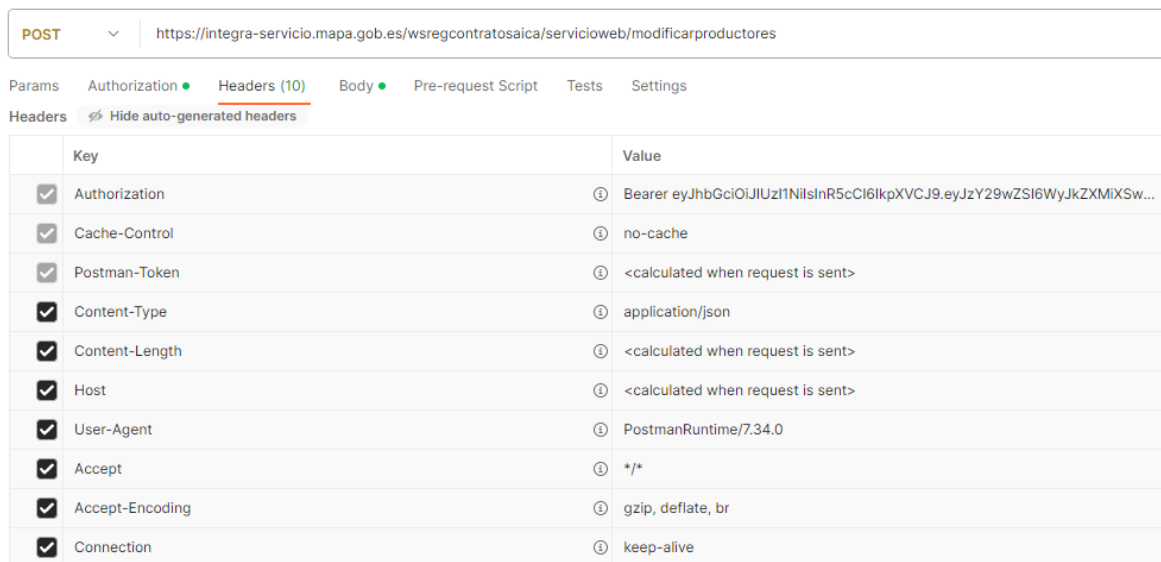 POST https://integra-servicio.mapa.gob.es/wsregcontratosaica/servicioweb/modificarproductores
Params Authorization Headers (10) Body Pre-request Script Tests Settings
Headers Hide auto-generated headers
Key Value
Authorization Bearer eyJhbGciOiJIUzI1NiIsInR5cCI6IkpXVCJ9.eyJzY29wZSI6WyJkZXMiXSw...
Cache-Control no-cache
Postman-Token <calculated when request is sent>
Content-Type application/json
Content-Length <calculated when request is sent>
Host <calculated when request is sent>
User-Agent PostmanRuntime/7.34.0
Accept */*
Accept-Encoding gzip, deflate, br
Connection keep-alive